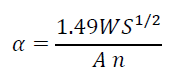 α = 1.49WS^{1/2} / A n